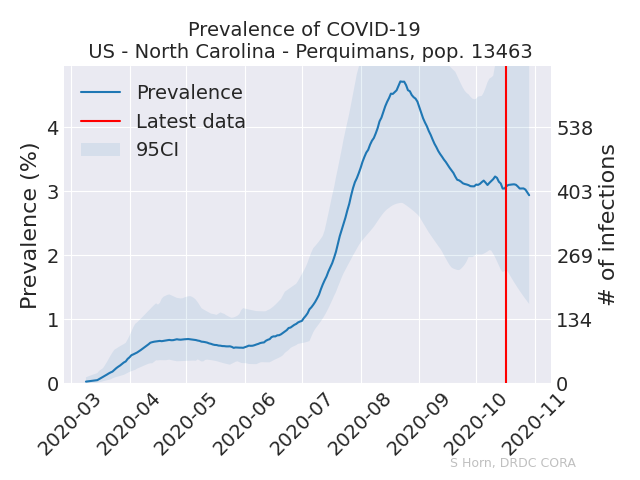 Prevalence of COVID-19
US - North Carolina - Perquimans, pop. 13463
Prevalence
Latest data
95CI
Prevalence (%)
4
3
2
1
0
538
403
269
134
0
# of infections
2020-03
2020-04
2020-05
2020-06
2020-07
2020-08
2020-09
2020-10
2020-11
S Horn, DRDC CORA